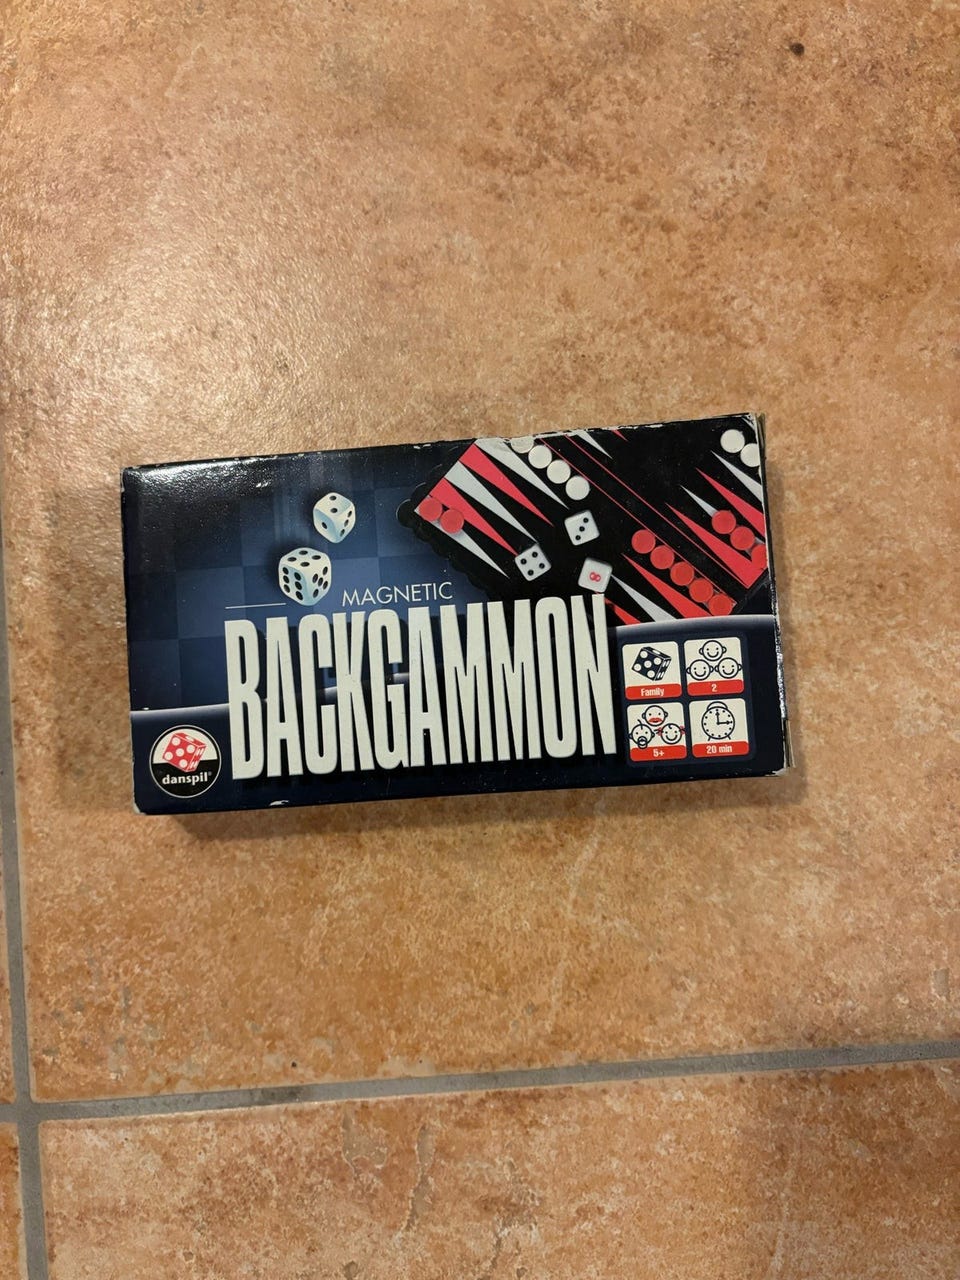 MAGNETIC
BACKGAMMON
danspil®
Family
2
5+
20 min